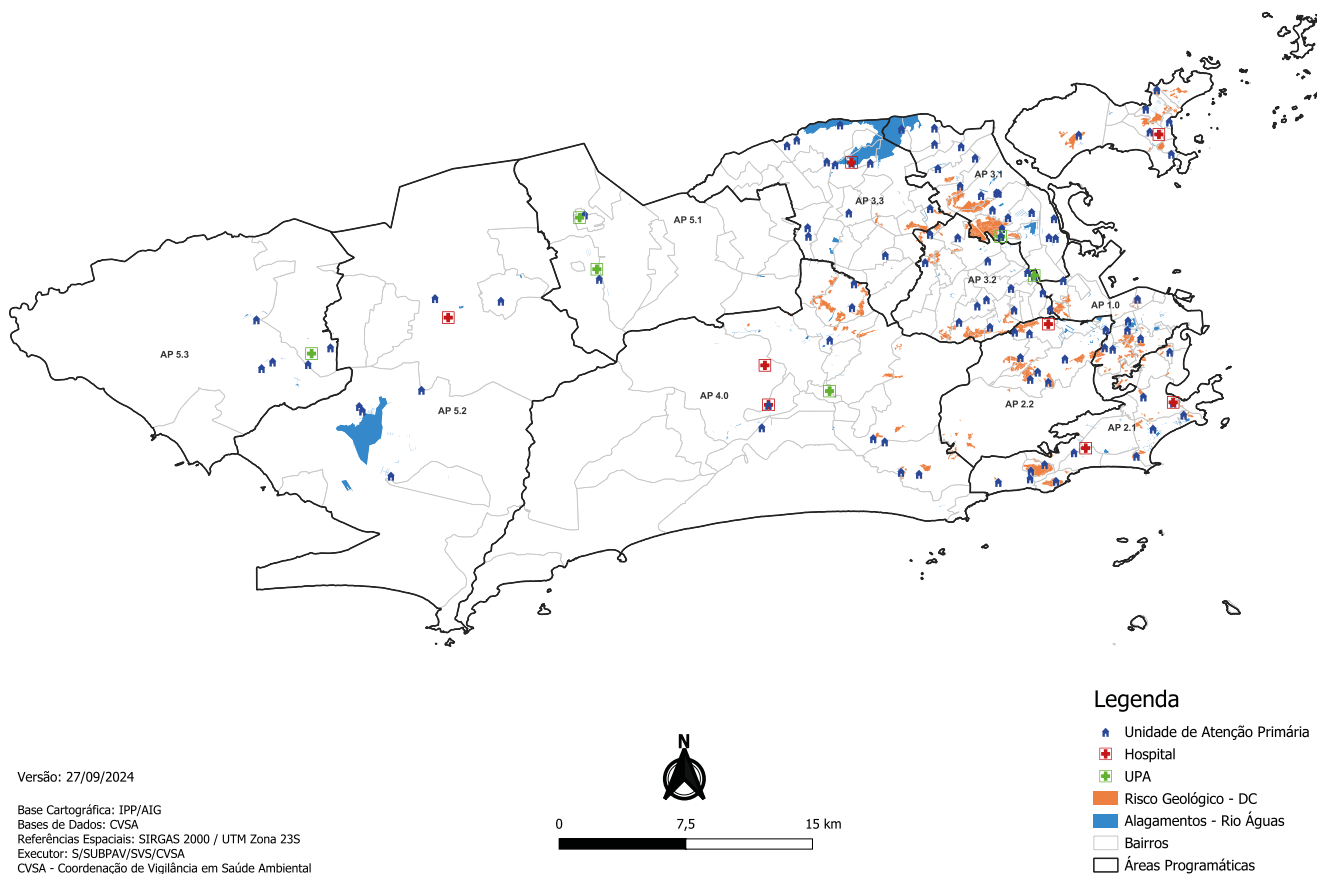 AP 3.1
AP 3.3
AP 5.1
AP 3.2
AP 1.0
AP 5.3
AP 4.0
AP 2.2
AP 5.2
AP 2.1
Legenda
Unidade de Atenção Primária
Hospital
UPA
Risco Geológico - DC
Alagamentos - Rio Águas
Bairros
Áreas Programáticas
N
0 7,5 15 km
Versão: 27/09/2024
Base Cartográfica: IPP/AIG
Bases de Dados: CVSA
Referências Espaciais: SIRGAS 2000 / UTM Zona 23S
Executor: S/SUBPAV/SVS/CVSA
CVSA - Coordenação de Vigilância em Saúde Ambiental